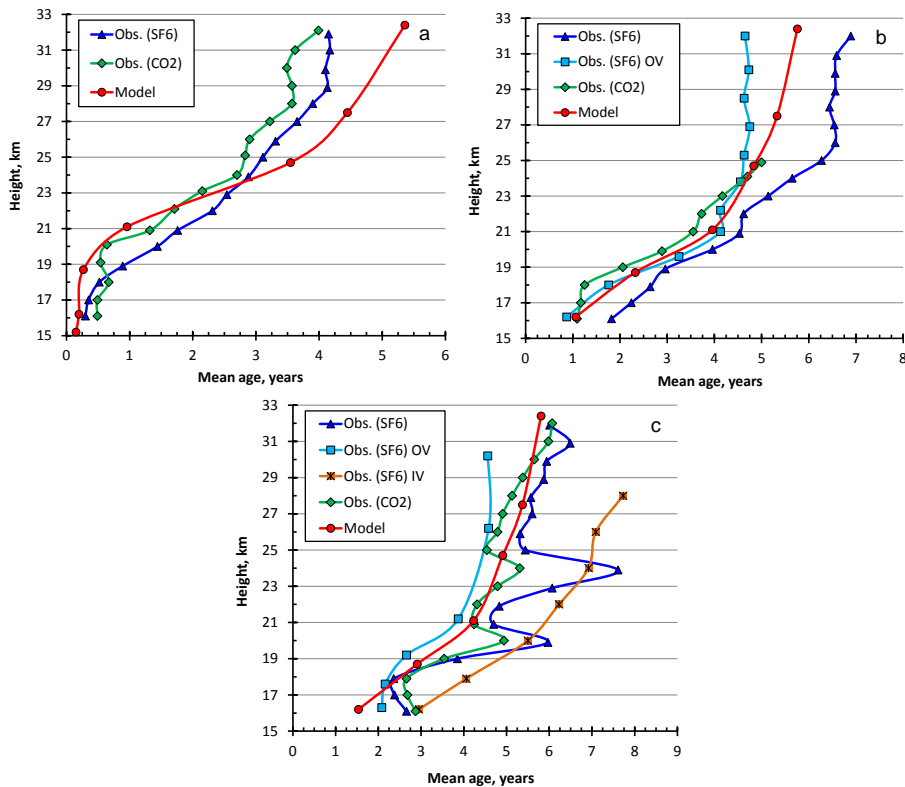 33
31
29
27
25
23
21
19
17
15
Height, km
Obs. (SF6)
Obs. (CO2)
Model
a
0 1 2 3 4 5 6
Mean age, years
33
31
29
27
25
23
21
19
17
15
Height, km
Obs. (SF6)
Obs. (SF6) OV
Obs. (CO2)
Model
b
0 1 2 3 4 5 6 7 8
Mean age, years
33
31
29
27
25
23
21
19
17
15
Height, km
Obs. (SF6)
Obs. (SF6) OV
Obs. (SF6) IV
Obs. (CO2)
Model
c
0 1 2 3 4 5 6 7 8 9
Mean age, years